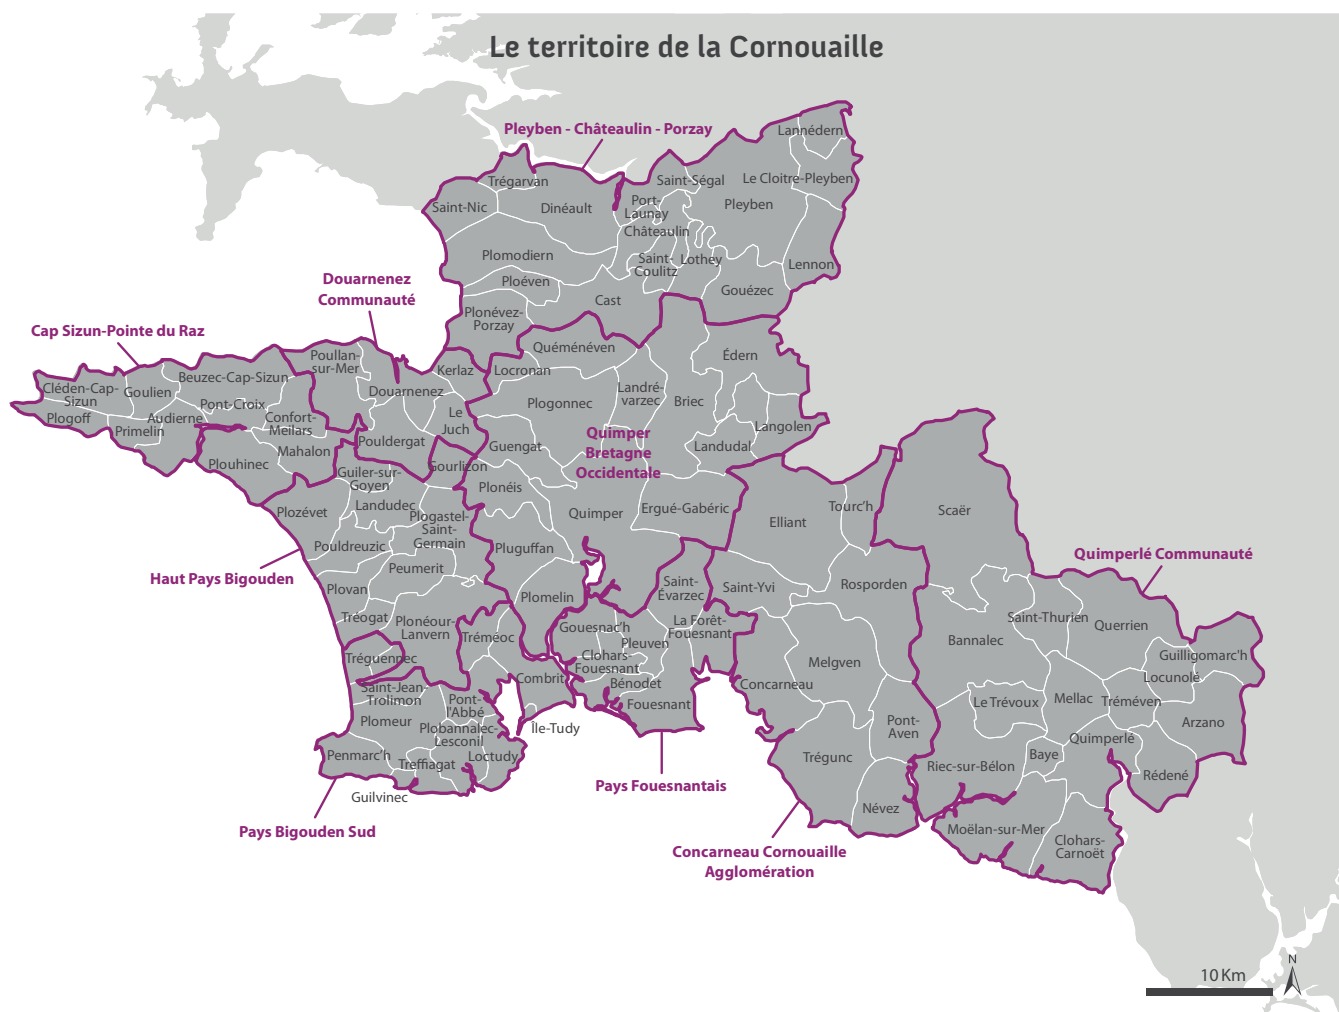 Le territoire de la Cornouaille
Pleyben - Châteaulin - Porzay
Lannédern
Trégarvan
Saint-Ségal
Le Cloitre-Pleyben
Saint-Nic
Dinéault
Port-
Launay
Pleyben
Châteaulin
Plomodiern
Saint-
Coulitz
Lothey
Lennon
Ploéven
Gouézec
Cast
Plonévez-
Porzay
Douarnenez
Communauté
Cap Sizun-Pointe du Raz
Quéménéven
Édern
Poullan-
sur-Mer
Kerlaz
Locronan
Beuzec-Cap-Sizun
Cléden-Cap-
Sizun
Goulien
Douarnenez
Landré-
varzec
Briec
Plogonnec
Pont-Croix
Plogoff
Audierne
Primelin
Confort-
Meilars
Le
Juch
Langolen
Pouldergat
Guengat
Quimper
Bretagne
Occidentale
Landudal
Mahalon
Plouhinec
Gourlizon
Guiler-sur-
Goyen
Plonéis
Plozévet
Landudec
Plogastel-
Saint-
Germain
Quimper
Ergué-Gabéric
Elliant
Tourc'h
Scaër
Pouldreuzic
Pluguffan
Haut Pays Bigouden
Peumerit
Quimperlé Communauté
Plovan
Plomelin
Saint-
Évarzec
Saint-Yvi
Rosporden
Trégogat
Plonéour-
Lanvern
Tréméoc
Gouesnac'h
Pleuven
La Forêt-
Fouesnant
Saint-Thurien
Querrien
Bannalec
Tréguennec
Clohars-
Fouesnant
Melgven
Guilligomarc'h
Locunolé
Combrit
Bénodet
Concarneau
Saint-Jean-
Trolimon
Pont-
l'Abbé
Fouesnant
Le Trévoux
Mellac
Tréméven
Plomeur
Plobannalec-
Lesconil
Île-Tudy
Pont-
Aven
Arzano
Quimperlé
Penmarc'h
Treffiagat
Loctudy
Trégunc
Riec-sur-Bélon
Baye
Rédené
Guilvinec
Pays Fouesnantais
Névez
Pays Bigouden Sud
Moëlan-sur-Mer
Clohars-
Carnoët
Concarneau Cornouaille
Agglomération
N
10 Km